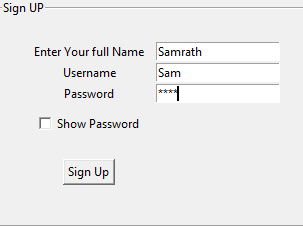 Sign UP
Enter Your full Name Samrath
Username Sam
Password ****
Show Password
Sign Up